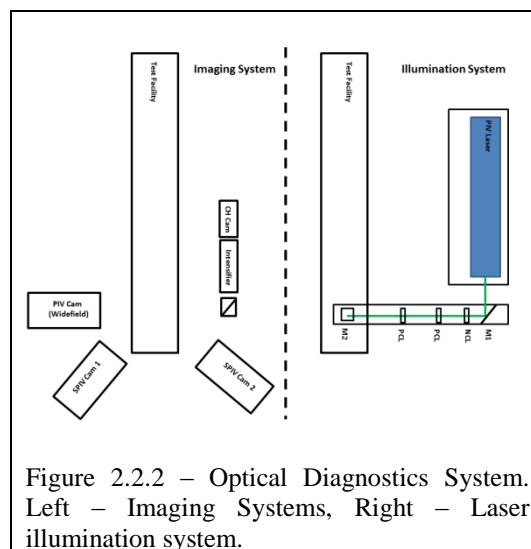 Imaging System
Illumination System
Test Facility
CH Cam
Intensifier
PIV Cam
(Widefield)
SPIV Cam 1
SPIV Cam 2
Test Facility
PIV Laser
M2
PCL
PCL
NCL
M1
Figure 2.2.2 – Optical Diagnostics System.
Left – Imaging Systems, Right – Laser
illumination system.